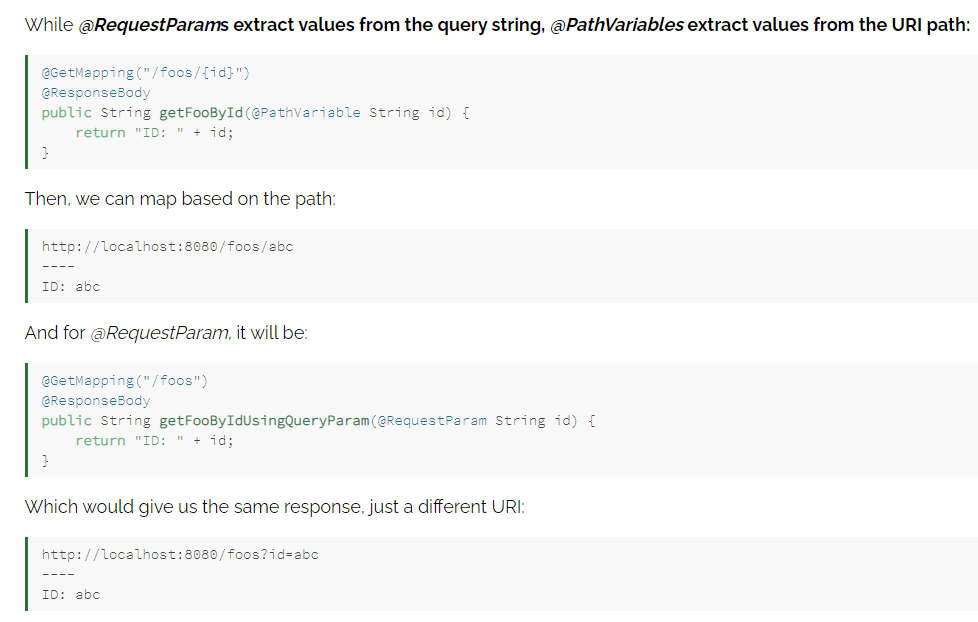 While @RequestParams extract values from the query string, @PathVariables extract values from the URI path:
@GetMapping("/foos/{id}")
@ResponseBody
public String getFooById(@PathVariable String id) {
    return "ID: " + id;
}
Then, we can map based on the path:
http://localhost:8080/foos/abc
----
ID: abc
And for @RequestParam, it will be:
@GetMapping("/foos")
@ResponseBody
public String getFooByIdUsingQueryParam(@RequestParam String id) {
    return "ID: " + id;
}
Which would give us the same response, just a different URI:
http://localhost:8080/foos?id=abc
----
ID: abc